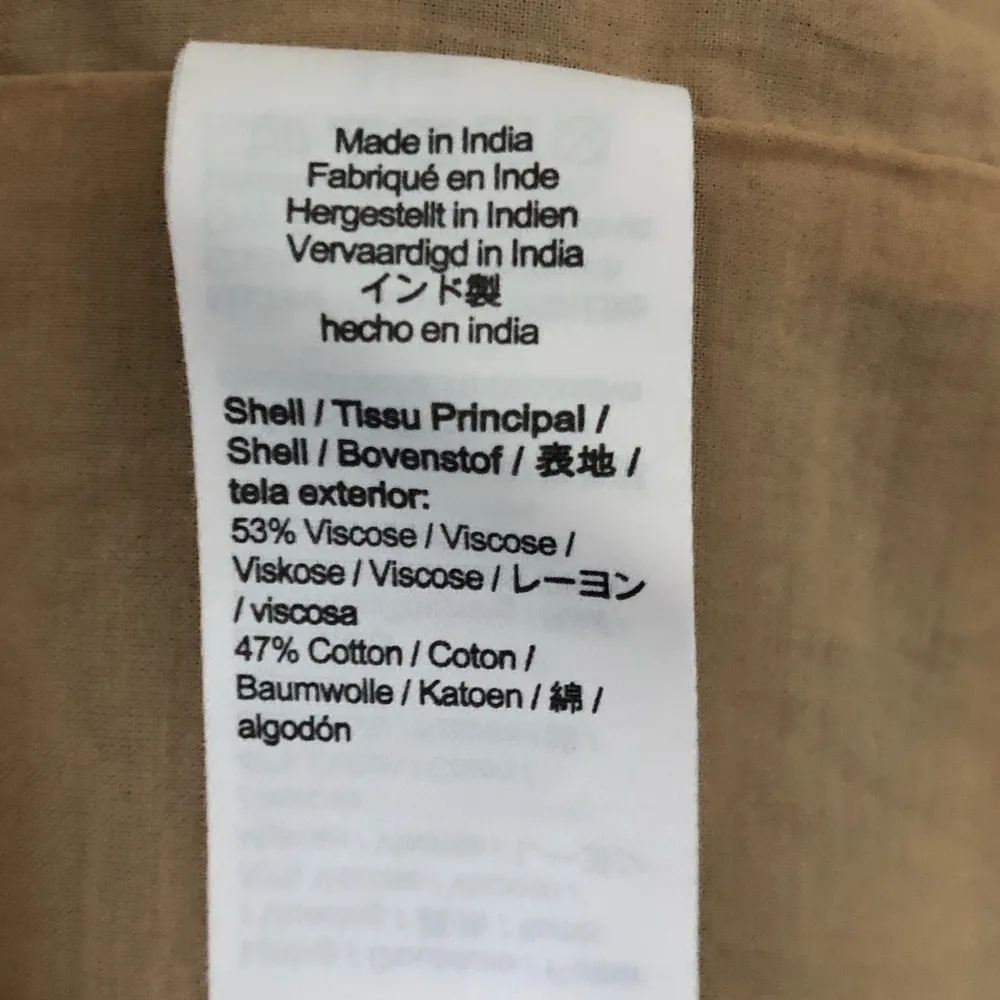 Made in India
Fabriqué en Inde
Hergestellt in Indien
Vervaardigd in India
インド製
hecho en india
Shell / Tissu Principal /
Shell / Bovenstof / 表地 /
tela exterior:
53% Viscose / Viscose /
Viskose / Viscose / レーヨン
/ viscosa
47% Cotton / Coton /
Baumwolle / Katoen / 綿 /
algodón